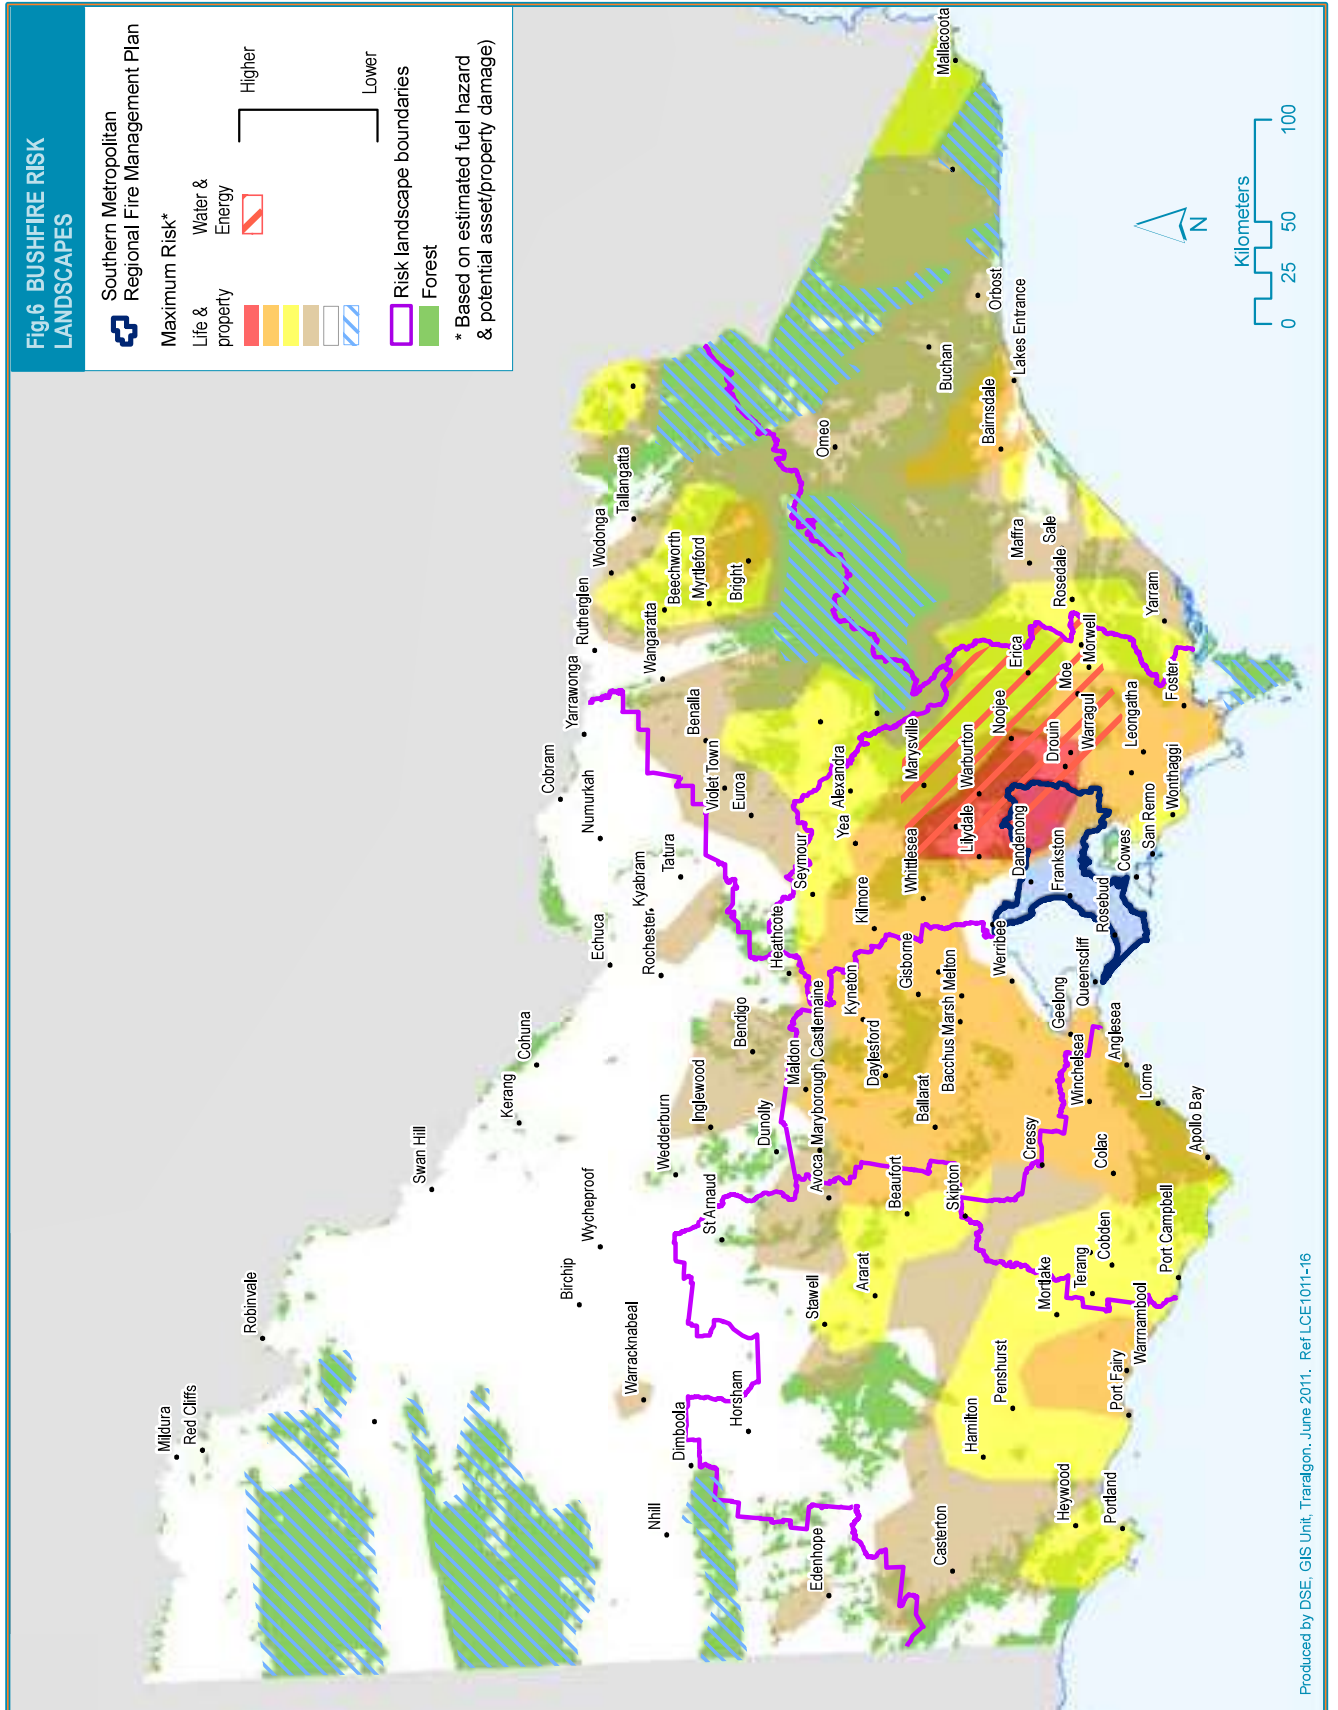 Fig.6 BUSHFIRE RISK
LANDSCAPES
Southern Metropolitan
Regional Fire Management Plan
Maximum Risk*
Life &
property
Water &
Energy
Higher
Lower
Risk landscape boundaries
Forest
* Based on estimated fuel hazard
& potential asset/property damage)
Mildura
Red Cliffs
Robinvale
Swan Hill
Kerang
Cohuna
Echuca
Cobram
Yarrawonga
Rutherglen
Wodonga
Tallangatta
Numurkah
Wycheproof
Birchip
Warracknabeal
Nhill
Dimboola
Horsham
St Arnaud
Wedderburn
Inglewood
Dunolly
Bendigo
Rochester
Kyabram
Tatura
Heathcote
Violet Town
Euroa
Benalla
Wangaratta
Beechworth
Myrtleford
Bright
Omeo
Buchan
Orbost
Mallacoota
Lakes Entrance
Bairnsdale
Maffra
Sale
Rosedale
Yarram
Edenhope
Stawell
Avoca
Maryborough
Maldon
Castlemaine
Seymour
Yea
Alexandra
Kilmore
Kyneton
Daylesford
Ararat
Beaufort
Ballarat
Gisborne
Melton
Bacchus Marsh
Whittlesea
Marysville
Lilydale
Warburton
Noojee
Erica
Moe
Morwell
Drouin
Warragul
Leongatha
Foster
Wonthaggi
San Remo
Cowes
Dandenong
Frankston
Rosebud
Werribee
Queenscliff
Geelong
Anglesea
Winchelsea
Lorne
Apollo Bay
Colac
Cressy
Skipton
Casterton
Hamilton
Penshurst
Mortlake
Terang
Cobden
Port Campbell
Warrnambool
Port Fairy
Heywood
Portland
N
Kilometers
0 25 50 100
Produced by DSE, GIS Unit, Traralgon. June 2011. Ref LCE1011-16